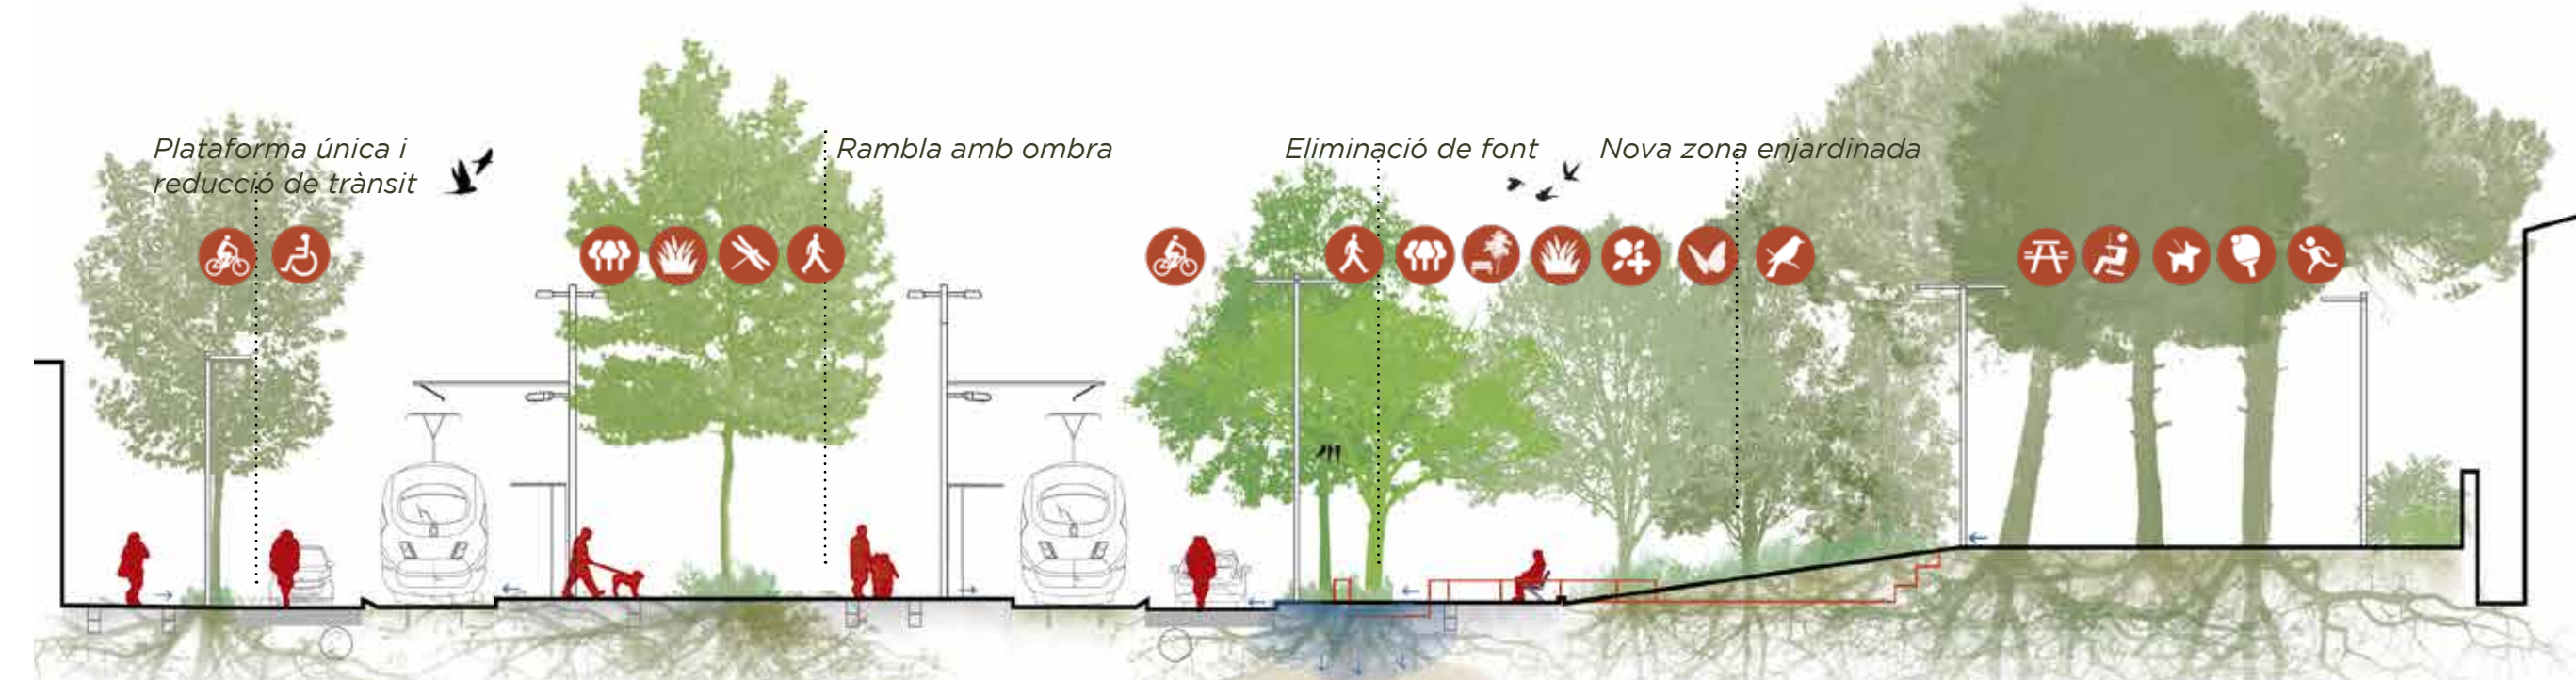 Plataforma única i
reducció de trànsit
Rambla amb ombra
Eliminació de font
Nova zona enjardinada